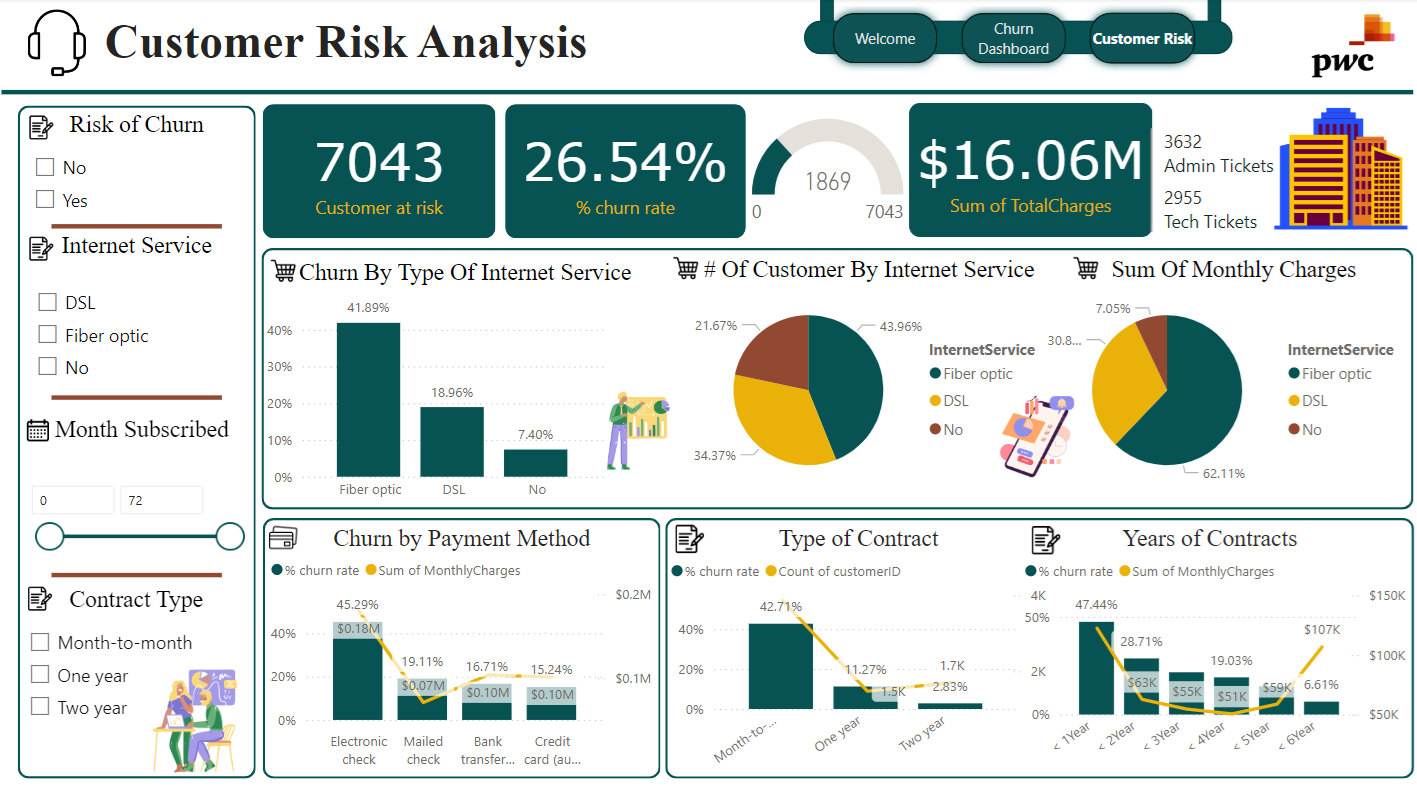 Customer Risk Analysis
Welcome
Churn
Dashboard
Customer Risk
pwc
Risk of Churn
No
Yes
Internet Service
DSL
Fiber optic
No
Month Subscribed
0
72
Contract Type
Month-to-month
One year
Two year
7043
Customer at risk
26.54%
% churn rate
1869
0
7043
$16.06M
Sum of TotalCharges
3632
Admin Tickets
2955
Tech Tickets
Churn By Type Of Internet Service
41.89%
40%
30%
18.96%
20%
7.40%
10%
0%
Fiber optic
DSL
No
# Of Customer By Internet Service
21.67%
43.96%
34.37%
InternetService
Fiber optic
DSL
No
Sum Of Monthly Charges
7.05%
30.8...
62.11%
InternetService
Fiber optic
DSL
No
Churn by Payment Method
% churn rate
Sum of MonthlyCharges
$0.2M
45.29%
40%
$0.18M
19.11%
16.71%
15.24%
20%
$0.1M
$0.07M
$0.10M
$0.10M
0%
Electronic
check
Mailed
check
Bank
transfer...
Credit
card (au...
Type of Contract
% churn rate
Count of customerID
42.71%
40%
20%
11.27%
1.7K
1.5K
2.83%
0%
Month-to-...
One year
Two year
Years of Contracts
% churn rate
Sum of MonthlyCharges
4K
$150K
47.44%
50%
28.71%
$107K
19.03%
$100K
2K
$63K
$55K
$51K
$59K
6.61%
0%
$50K
< 1Year
< 2Year
< 3Year
< 4Year
< 5Year
< 6Year